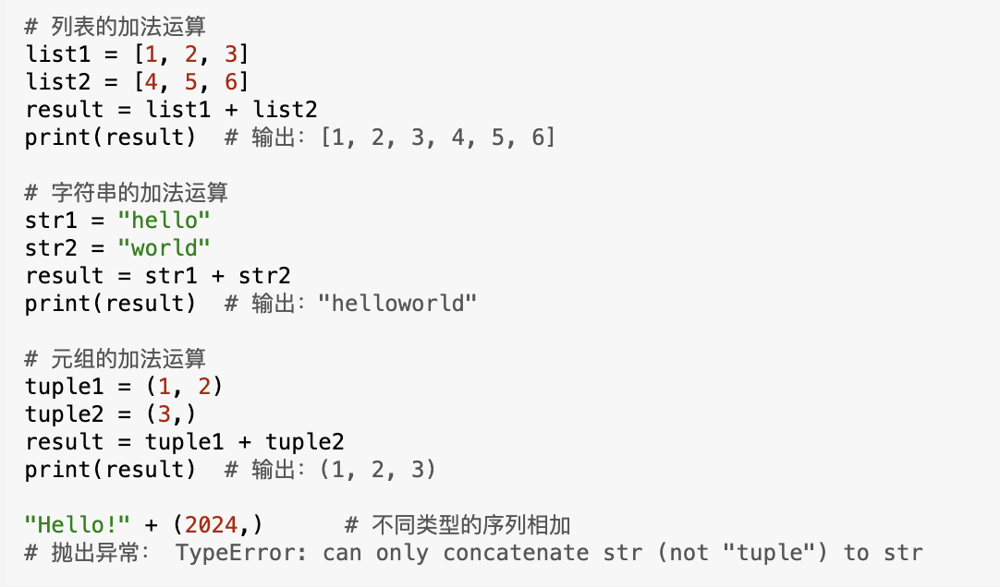 # 列表的加法运算
list1 = [1, 2, 3]
list2 = [4, 5, 6]
result = list1 + list2
print(result)  # 输出：[1, 2, 3, 4, 5, 6]
# 字符串的加法运算
str1 = "hello"
str2 = "world"
result = str1 + str2
print(result)  # 输出："helloworld"
# 元组的加法运算
tuple1 = (1, 2)
tuple2 = (3,)
result = tuple1 + tuple2
print(result)  # 输出：(1, 2, 3)
"Hello!" + (2024,)      # 不同类型的序列相加
# 抛出异常： TypeError: can only concatenate str (not "tuple") to str